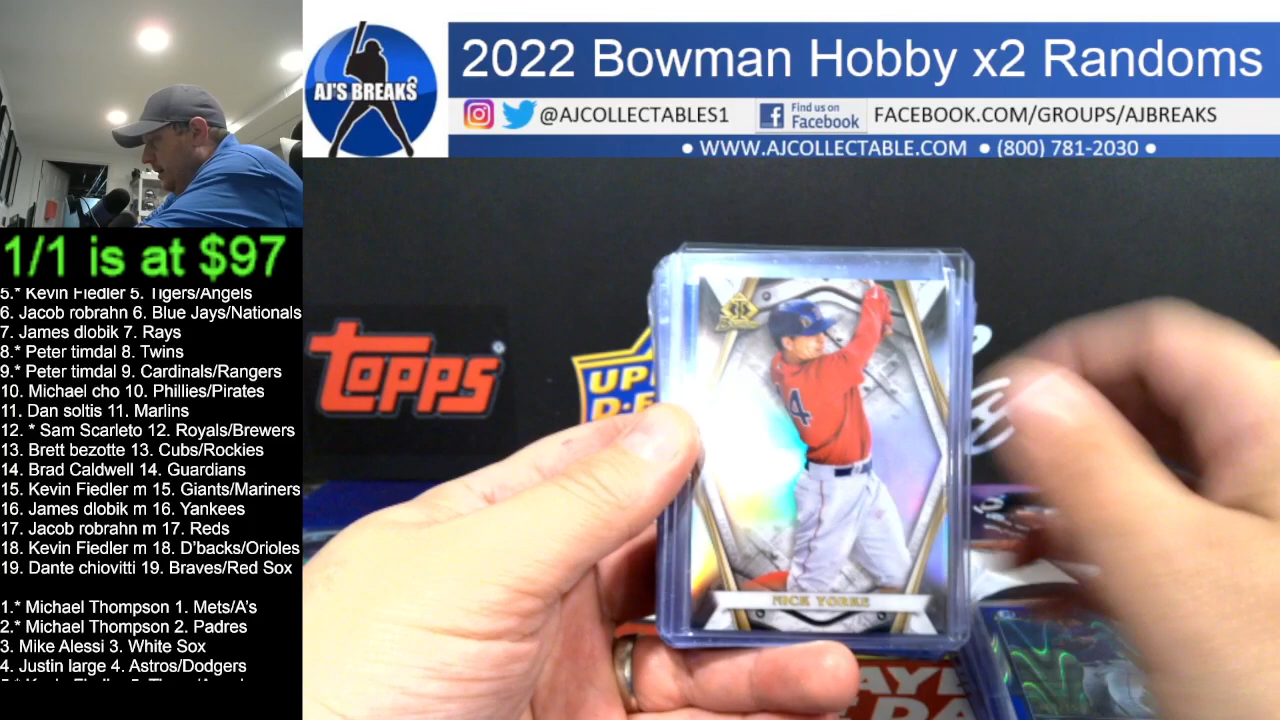 AJ'S BREAKS
2022 Bowman Hobby x2 Randoms
@AJCOLLECTABLES1
Find us on
Facebook
FACEBOOK.COM/GROUPS/AJBREAKS
• WWW.AJCOLLECTABLE.COM • (800) 781-2030 •
1/1 is at $97
5.* Kevin Fiedler 5. Tigers/Angels
6. Jacob robrahn 6. Blue Jays/Nationals
7. James dlobik 7. Rays
8.* Peter timdal 8. Twins
9.* Peter timdal 9. Cardinals/Rangers
10. Michael cho 10. Phillies/Pirates
11. Dan soltis 11. Marlins
12. * Sam Scarleto 12. Royals/Brewers
13. Brett bezotte 13. Cubs/Rockies
14. Brad Caldwell 14. Guardians
15. Kevin Fiedler m 15. Giants/Mariners
16. James dlobik m 16. Yankees
17. Jacob robrahn m 17. Reds
18. Kevin Fiedler m 18. D'backs/Orioles
19. Dante chiovitti 19. Braves/Red Sox
1.* Michael Thompson 1. Mets/A's
2.* Michael Thompson 2. Padres
3. Mike Alessi 3. White Sox
4. Justin large 4. Astros/Dodgers
Topps
UP
4
NICK YORKE